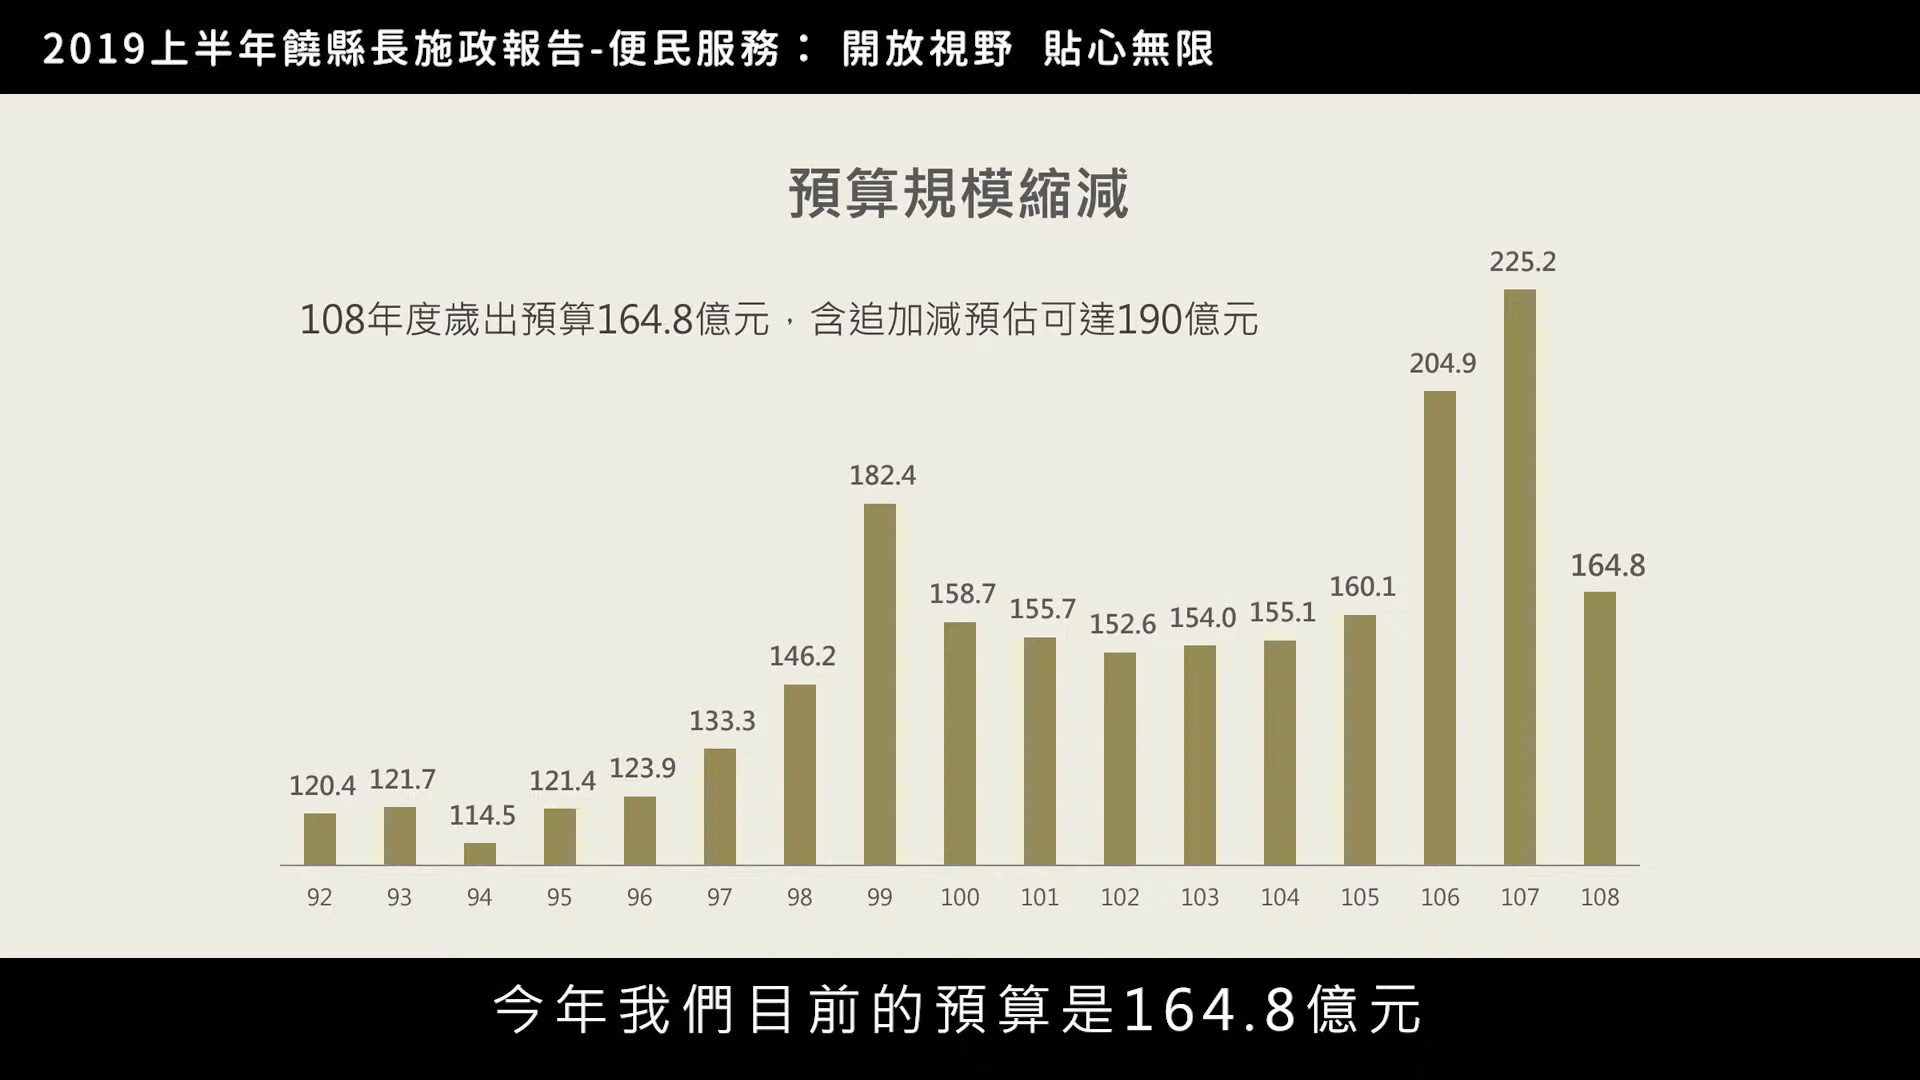 2019上半年饒縣長施政報告-便民服務： 開放視野 貼心無限
預算規模縮減
108年度歲出預算164.8億元，含追加減預估可達190億元
120.4 121.7 114.5 121.4 123.9 133.3 146.2 182.4 158.7 155.7 152.6 154.0 155.1 160.1 204.9 225.2 164.8
92 93 94 95 96 97 98 99 100 101 102 103 104 105 106 107 108
今年我們目前的預算是164.8億元